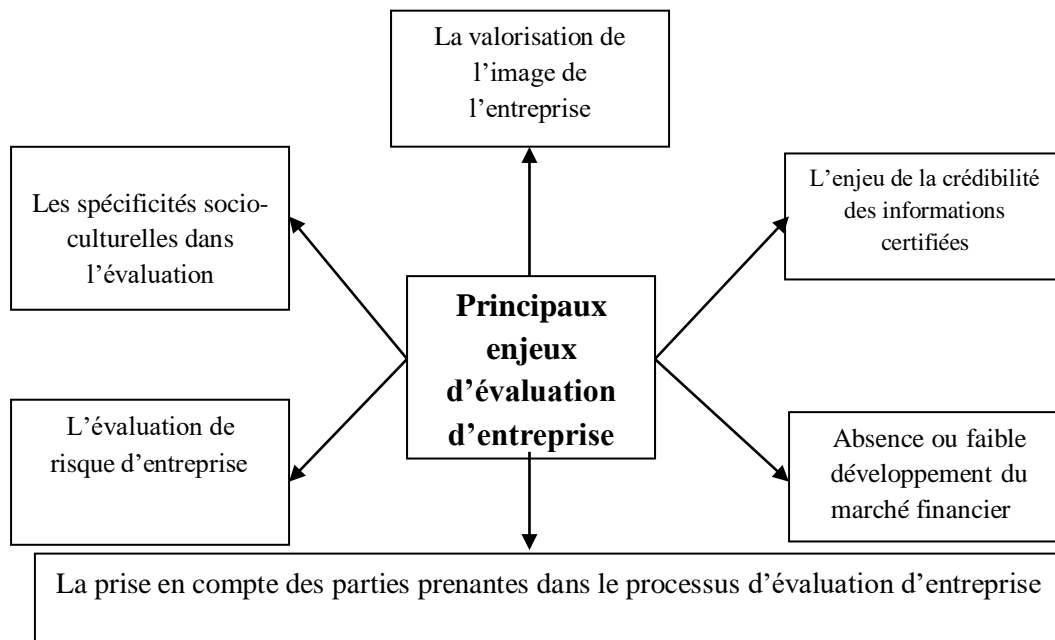 La valorisation de
l’image de
l’entreprise
Les spécificités socio-
culturelles dans
l’évaluation
L’enjeu de la crédibilité
des informations
certifiées
Principaux
enjeux
d’évaluation
d’entreprise
L’évaluation de
risque d’entreprise
Absence ou faible
développement du
marché financier
La prise en compte des parties prenantes dans le processus d’évaluation d’entreprise